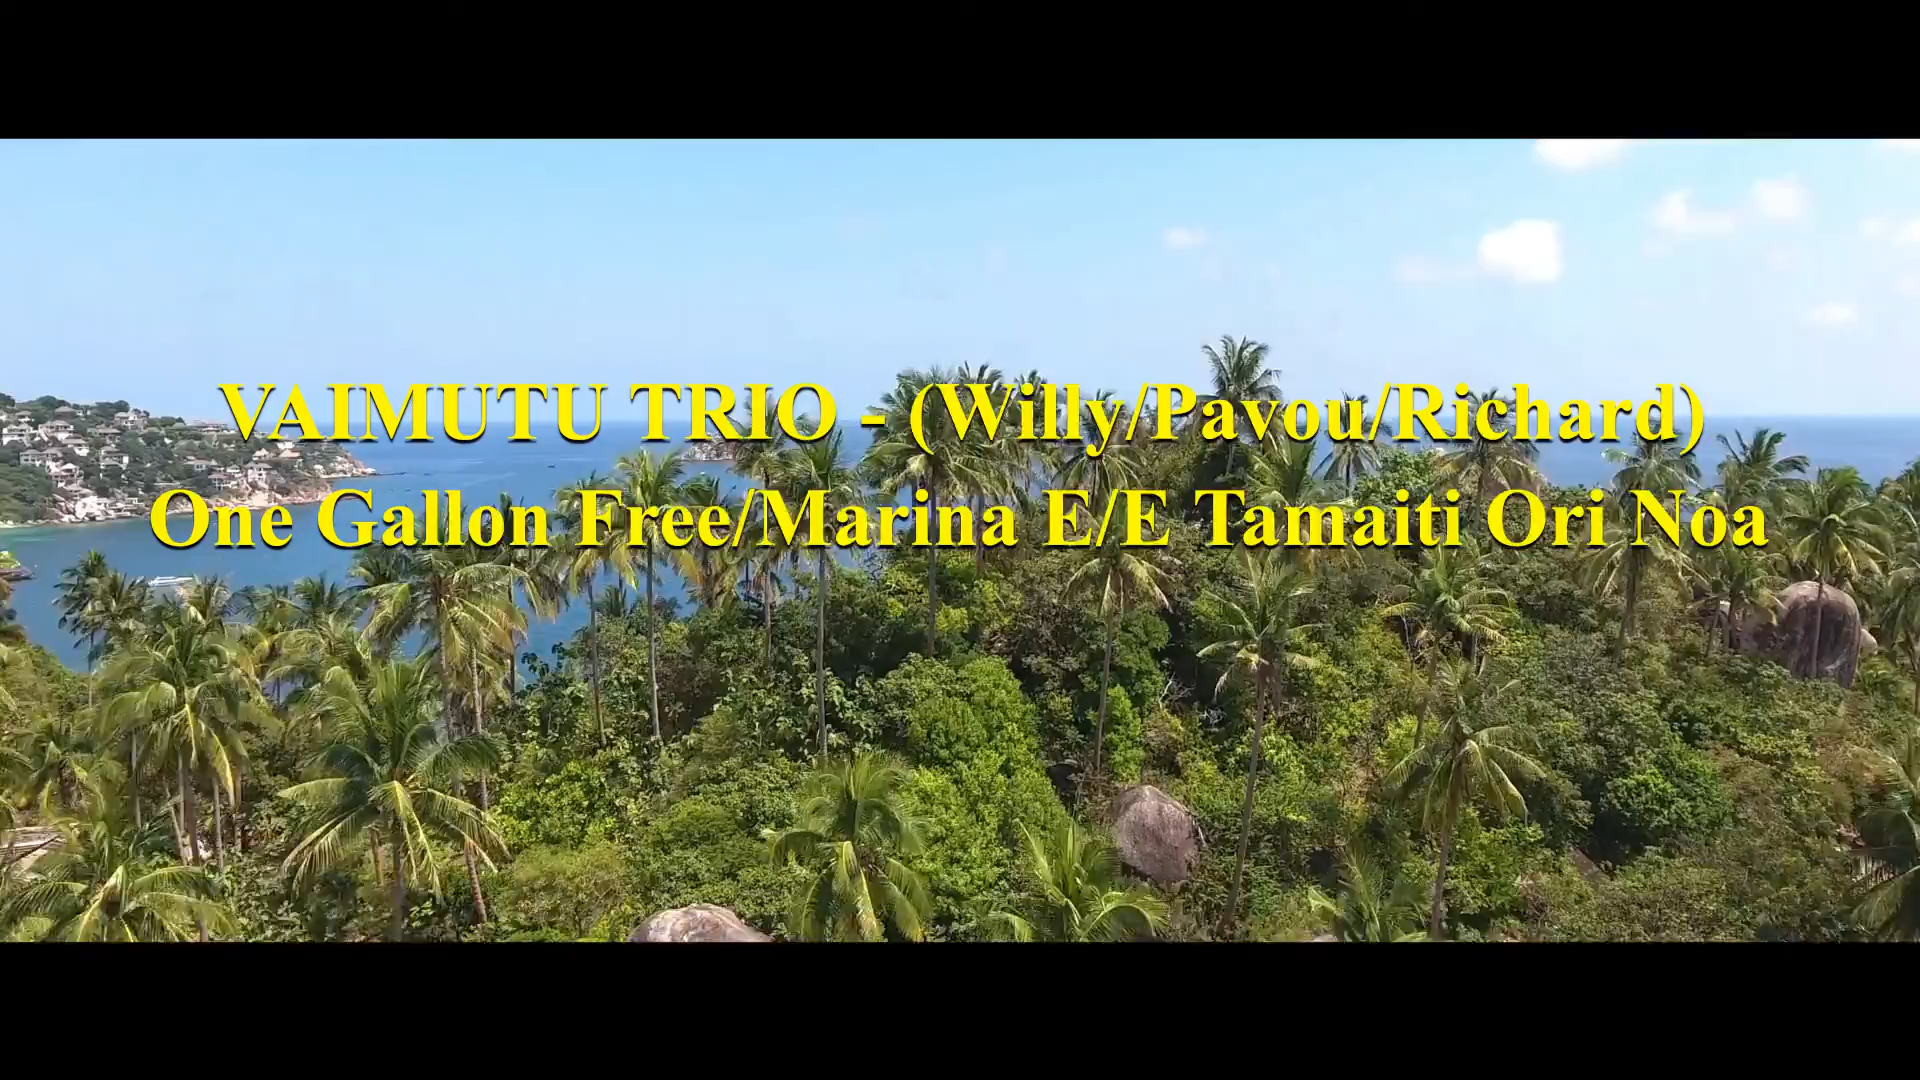 VAIMUTU TRIO - (Willy/Pavou/Richard)
One Gallon Free/Marina E/E Tamaiti Ori Noa